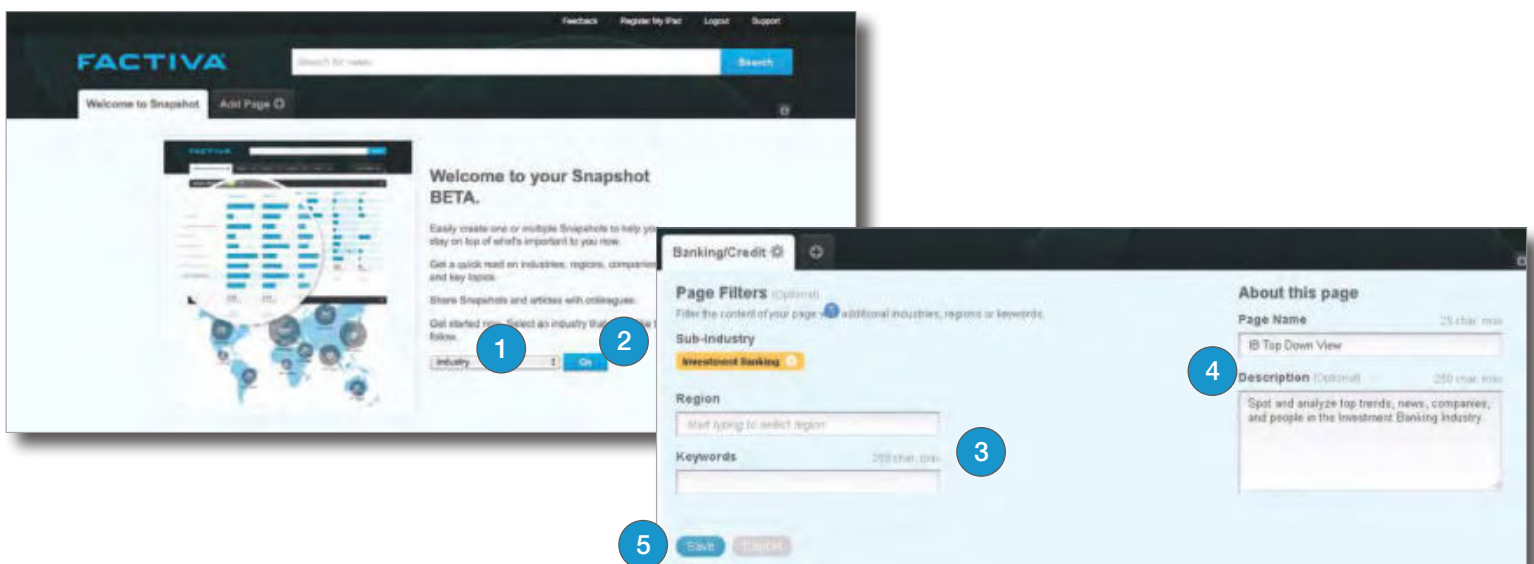 Feedback Register My iPad Logout Support
FACTIVA
Search for news
Search
Welcome to Snapshot Add Page
FACTIVA
Welcome to your Snapshot
BETA.
Easily create one or multiple Snapshots to help you
stay on top of what's important to you now.
Get a quick read on industries, regions, companies
and key topics.
Share Snapshots and articles with colleagues.
Get started now. Select an industry that
follow.
1
2
Industry
Go
Banking/Credit
Page Filters (Optional)
Filter the content of your page additional industries, regions or keywords.
Sub-Industry
Investment Banking
Region
Start typing to select region
Keywords 250 char. max
3
5
Save Cancel
About this page
Page Name 25 char. max
IB Top Down View
4
Description (Optional) 250 char. max
Spot and analyze top trends, news, companies,
and people in the Investment Banking Industry.